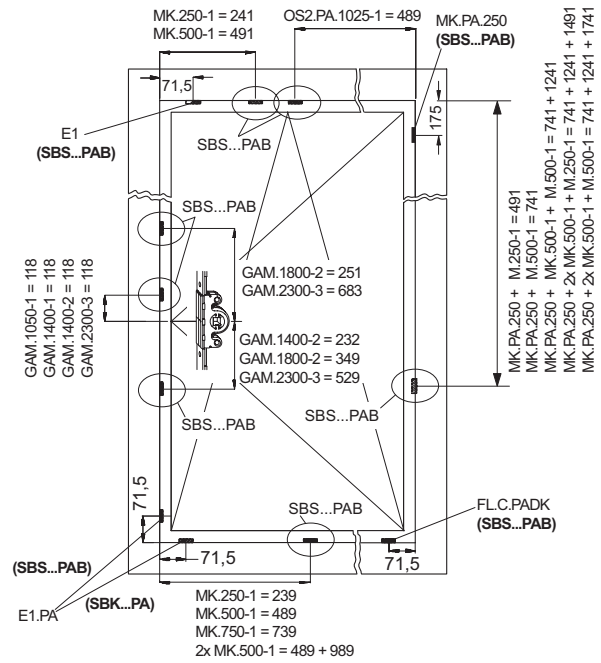 MK.250-1 = 241
MK.500-1 = 491
OS2.PA.1025-1 = 489
MK.PA.250
(SBS...PAB)
71,5
175
E1
(SBS...PAB)
SBS...PAB
SBS...PAB
MK.PA.250 + M.250-1 = 491
MK.PA.250 + M.500-1 = 741
MK.PA.250 + MK.500-1 + M.500-1 = 741 + 1241
MK.PA.250 + 2x MK.500-1 + M.250-1 = 741 + 1241 + 1491
MK.PA.250 + 2x MK.500-1 + M.500-1 = 741 + 1241 + 1741
GAM.1050-1 = 118
GAM.1400-1 = 118
GAM.1400-2 = 118
GAM.2300-3 = 118
GAM.1800-2 = 251
GAM.2300-3 = 683
GAM.1400-2 = 232
GAM.1800-2 = 349
GAM.2300-3 = 529
SBS...PAB
SBS...PAB
71,5
SBS...PAB
FL.C.PADK
(SBS...PAB)
71,5
71,5
(SBS...PAB)
(SBK...PA)
E1.PA
MK.250-1 = 239
MK.500-1 = 489
MK.750-1 = 739
2x MK.500-1 = 489 + 989